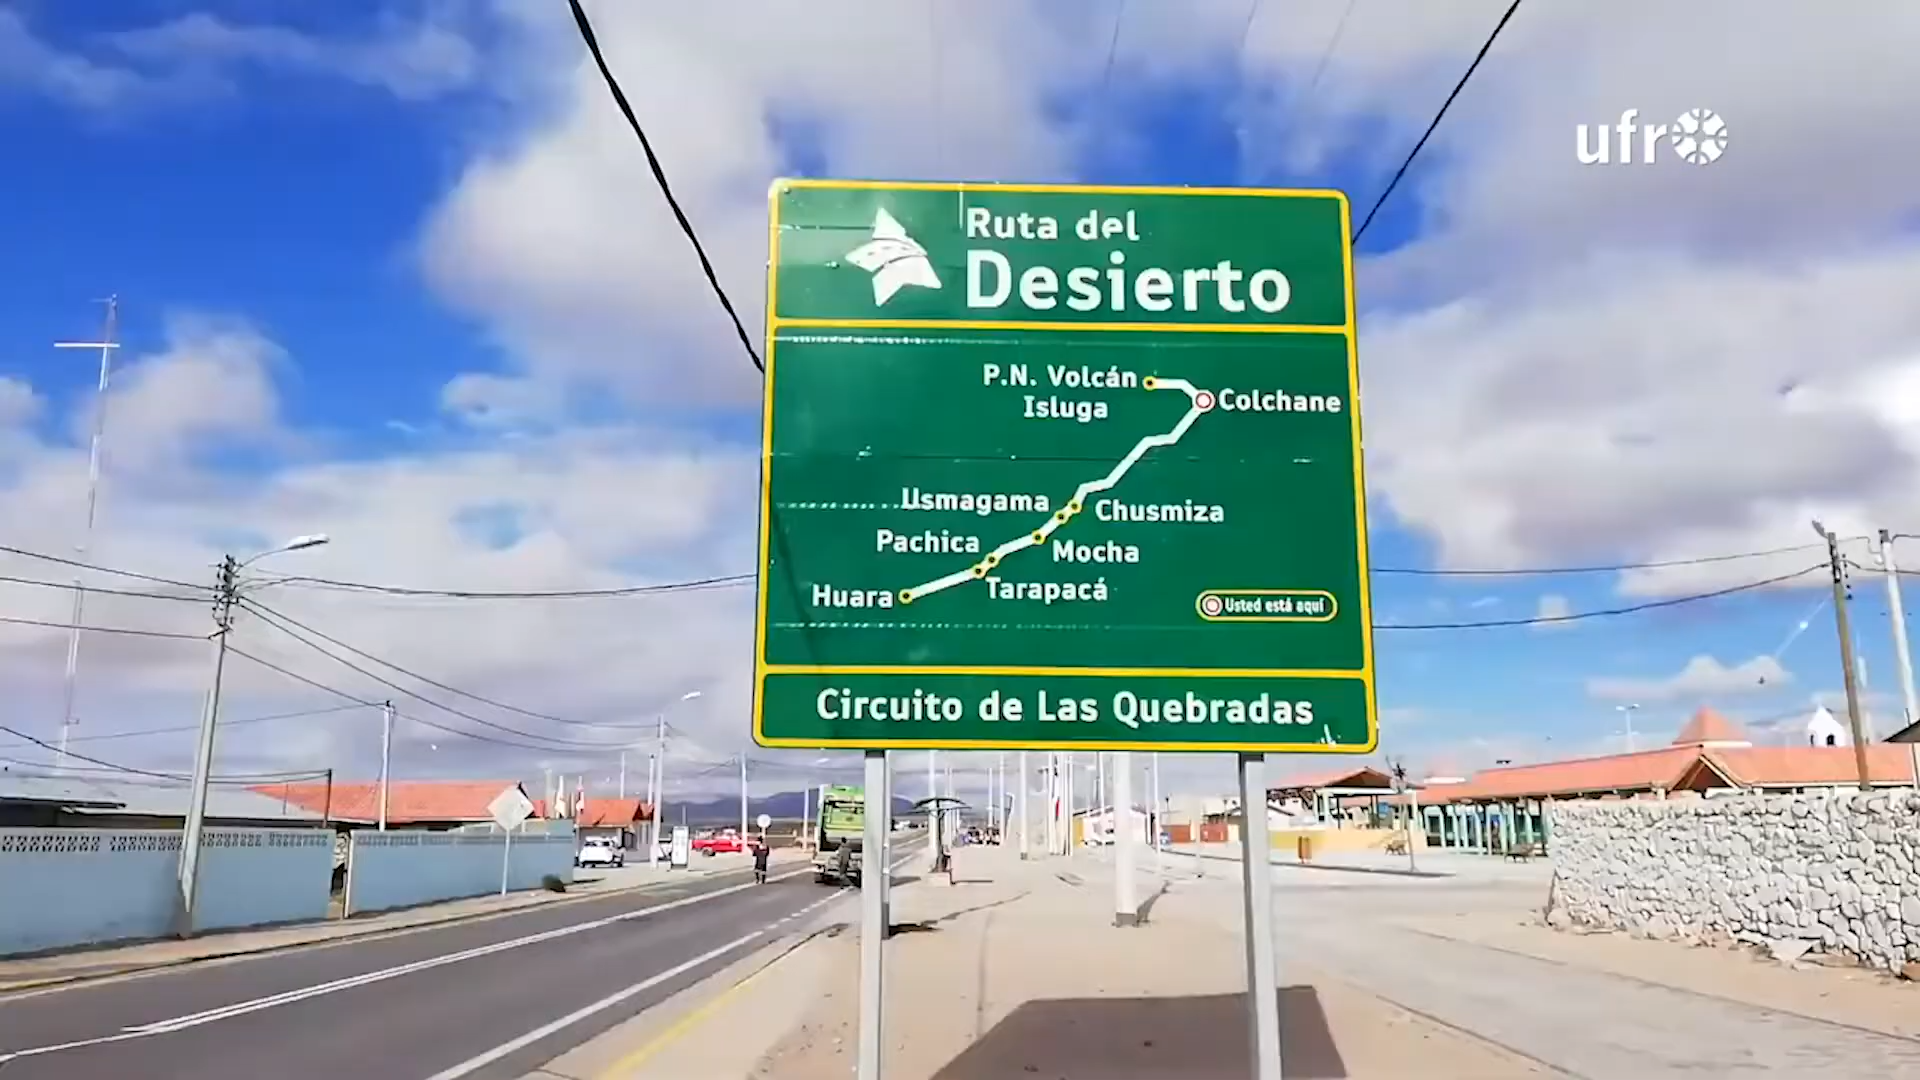 ufro
Ruta del
Desierto
P.N. Volcán
Isluga
Colchane
Usmagama
Chusmiza
Pachica
Mocha
Huara
Tarapacá
Usted está aquí
Circuito de Las Quebradas